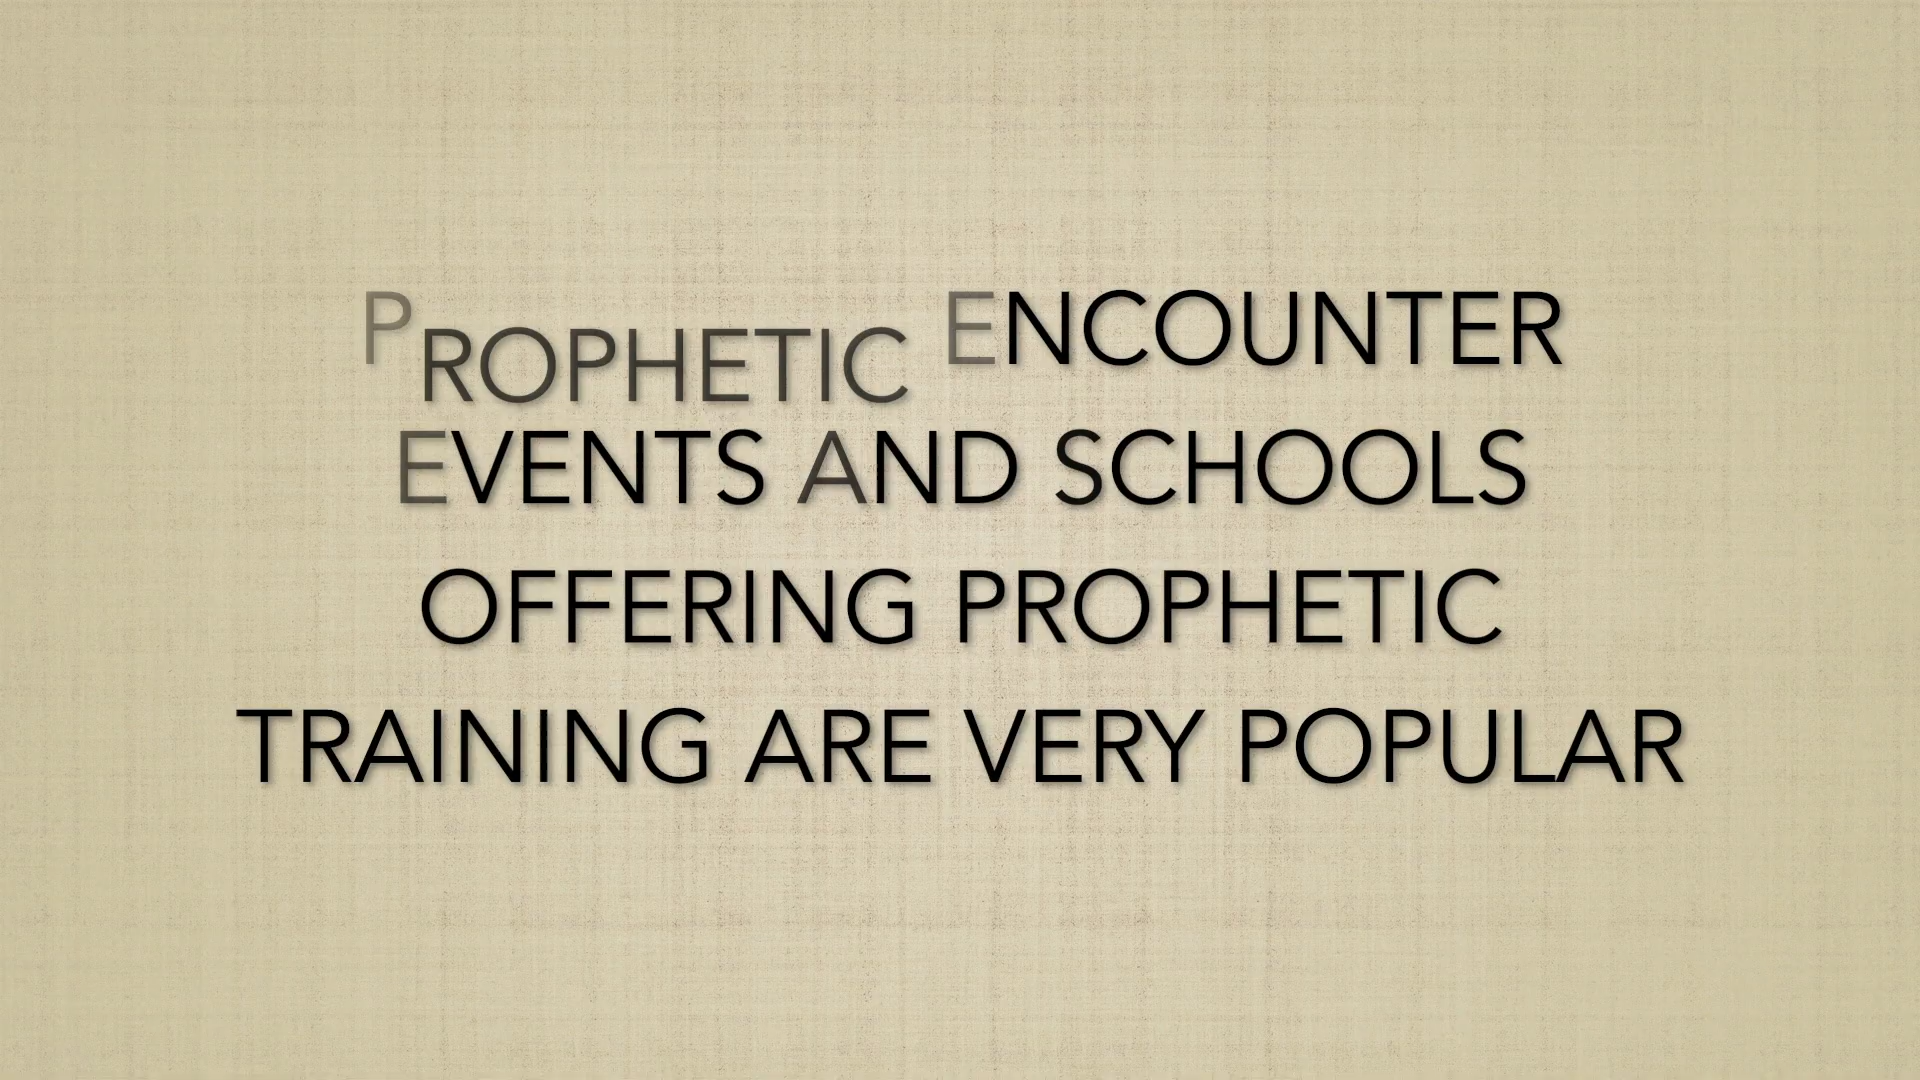 PROPHETIC ENCOUNTER
EVENTS AND SCHOOLS
OFFERING PROPHETIC
TRAINING ARE VERY POPULAR